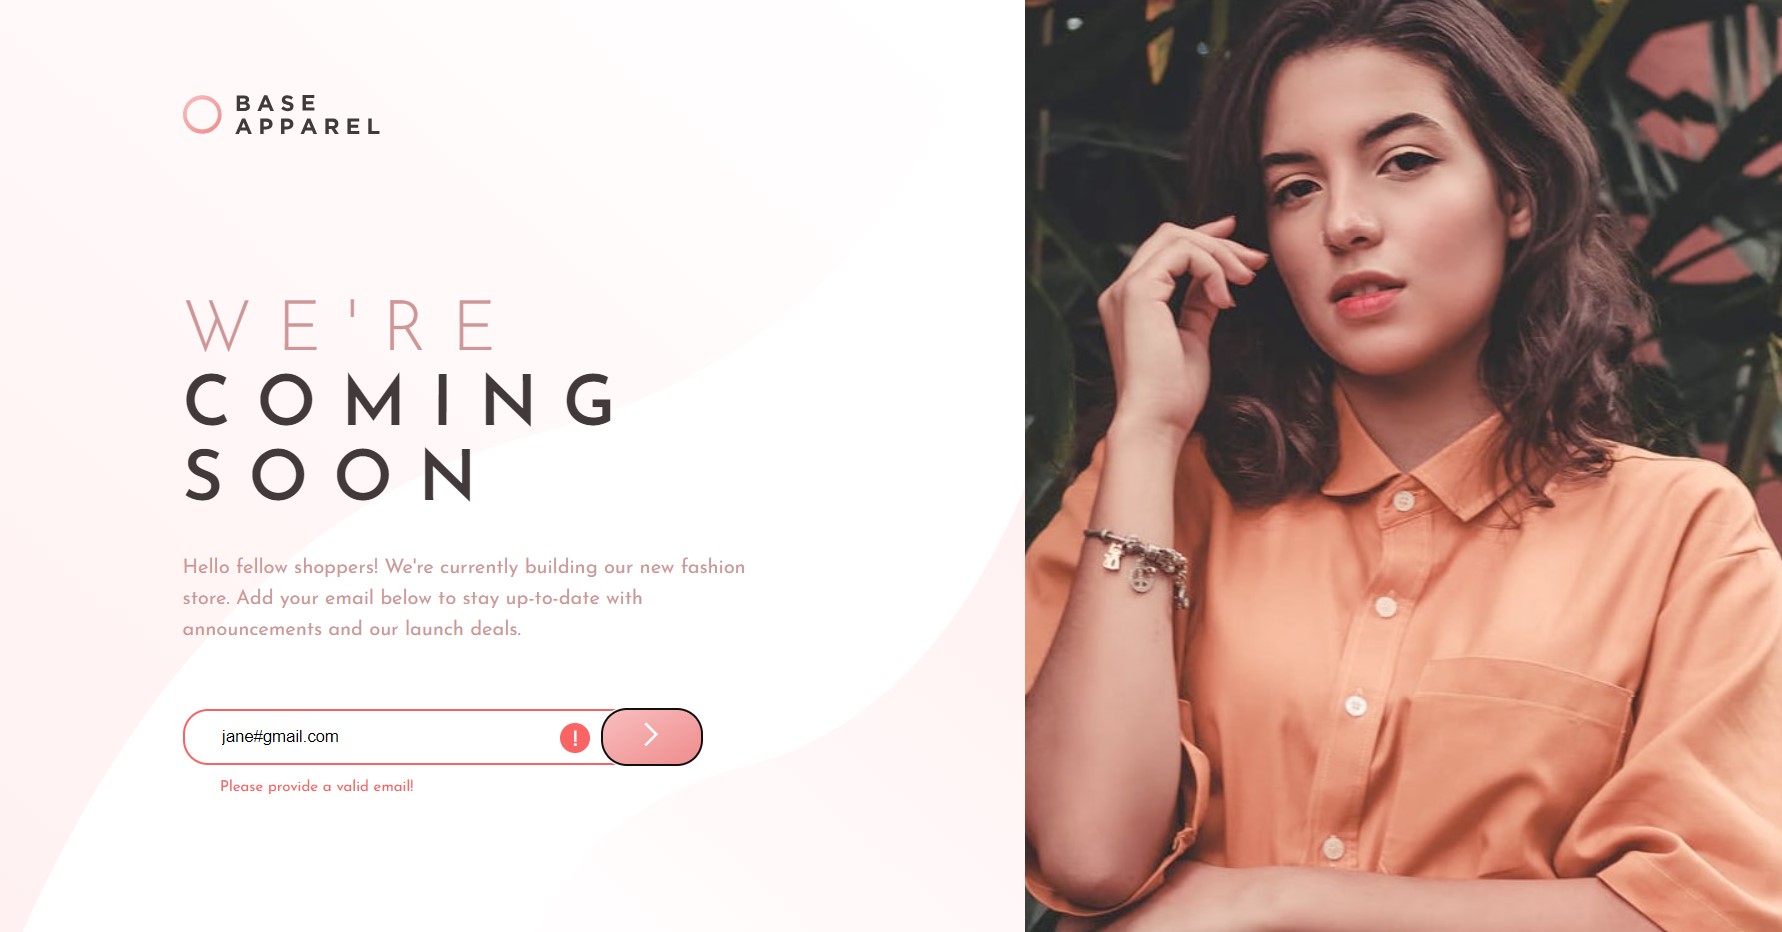 BASE
APPAREL
WE'RE
COMING
SOON
Hello fellow shoppers! We're currently building our new fashion
store. Add your email below to stay up-to-date with
announcements and our launch deals.
jane#gmail.com
!
Please provide a valid email!